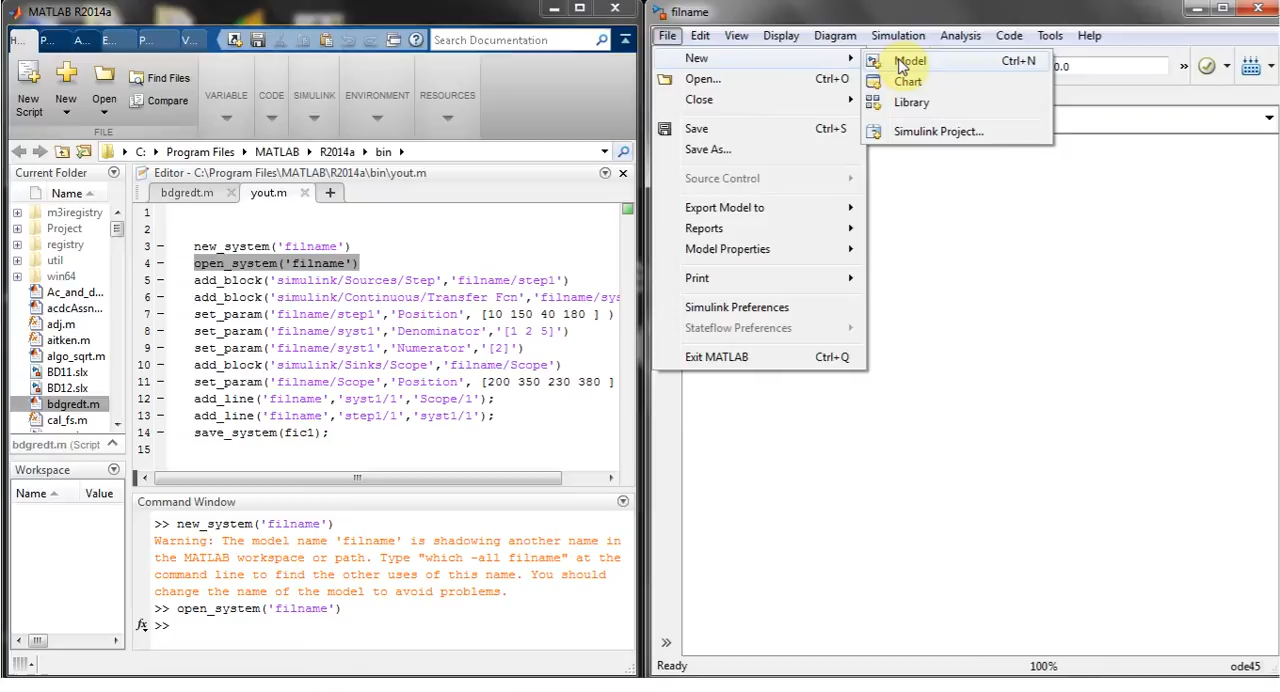 MATLAB R2014a
H... P... A... E... P... V... Search Documentation
New Script
New
Open
Find Files
Compare
FILE
VARIABLE CODE SIMULINK ENVIRONMENT RESOURCES
C: ▸ Program Files ▸ MATLAB ▸ R2014a ▸ bin ▸
Current Folder
Name
m3iregistry
Project
registry
util
win64
Ac_and_d...
acdcAssn...
adj.m
aitken.m
algo_sqrt.m
BD11.slx
BD12.slx
bdgredt.m
cal_fs.m
bdgredt.m (Script
Workspace
Name Value
Editor - C:\Program Files\MATLAB\R2014a\bin\yout.m
bdgredt.m yout.m
1
2
3 – new_system('filname')
4 – open_system('filname')
5 – add_block('simulink/Sources/Step','filname/step1')
6 – add_block('simulink/Continuous/Transfer Fcn','filname/sys
7 – set_param('filname/step1','Position', [10 150 40 180 ] )
8 – set_param('filname/syst1','Denominator','[1 2 5]')
9 – set_param('filname/syst1','Numerator','[2]')
10 – add_block('simulink/Sinks/Scope','filname/Scope')
11 – set_param('filname/Scope','Position', [200 350 230 380 ]
12 – add_line('filname','syst1/1','Scope/1');
13 – add_line('filname','step1/1','syst1/1');
14 – save_system(fic1);
15
Command Window
>> new_system('filname')
Warning: The model name 'filname' is shadowing another name in
the MATLAB workspace or path. Type "which -all filname" at the
command line to find the other uses of this name. You should
change the name of the model to avoid problems.
>> open_system('filname')
fx >>
filname
File Edit View Display Diagram Simulation Analysis Code Tools Help
New
Open... Ctrl+O
Close
Save Ctrl+S
Save As...
Source Control
Export Model to
Reports
Model Properties
Print
Simulink Preferences
Stateflow Preferences
Exit MATLAB Ctrl+Q
Model Ctrl+N
Chart
Library
Simulink Project...
0.0 »
»
Ready 100% ode45